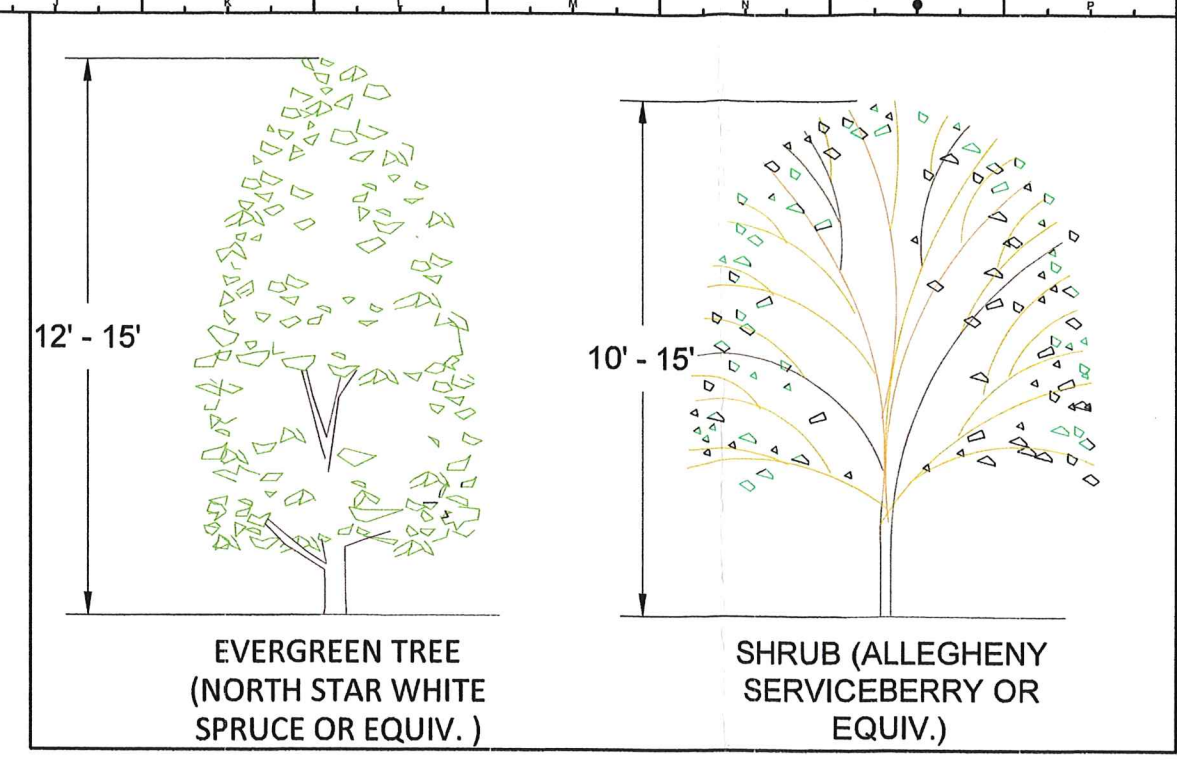 J K L M N P
12' - 15'
10' - 15'
EVERGREEN TREE
(NORTH STAR WHITE
SPRUCE OR EQUIV. )
SHRUB (ALLEGHENY
SERVICEBERRY OR
EQUIV.)